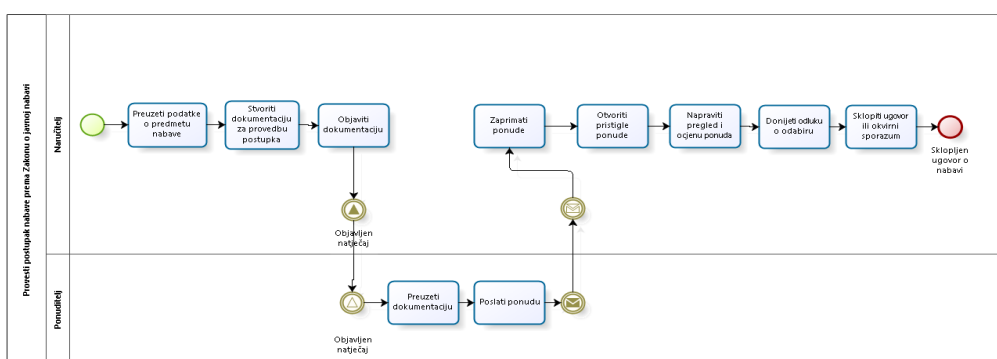 Provesti postupak nabave prema Zakonu o javnoj nabavi
Naručitelj
Preuzeti podatke
o predmetu
nabave
Stvoriti
dokumentaciju
za provedbu
postupka
Objaviti
dokumentaciju
Objavljen
natječaj
Zaprimati
ponude
Otvoriti
pristigle
ponude
Napraviti
pregled i
ocjenu ponuda
Donijeti odluku
o odabiru
Sklopiti ugovor
ili okvirni
sporazum
Sklopljen
ugovor o
nabavi
Ponuditelj
Objavljen
natječaj
Preuzeti
dokumentaciju
Poslati ponudu